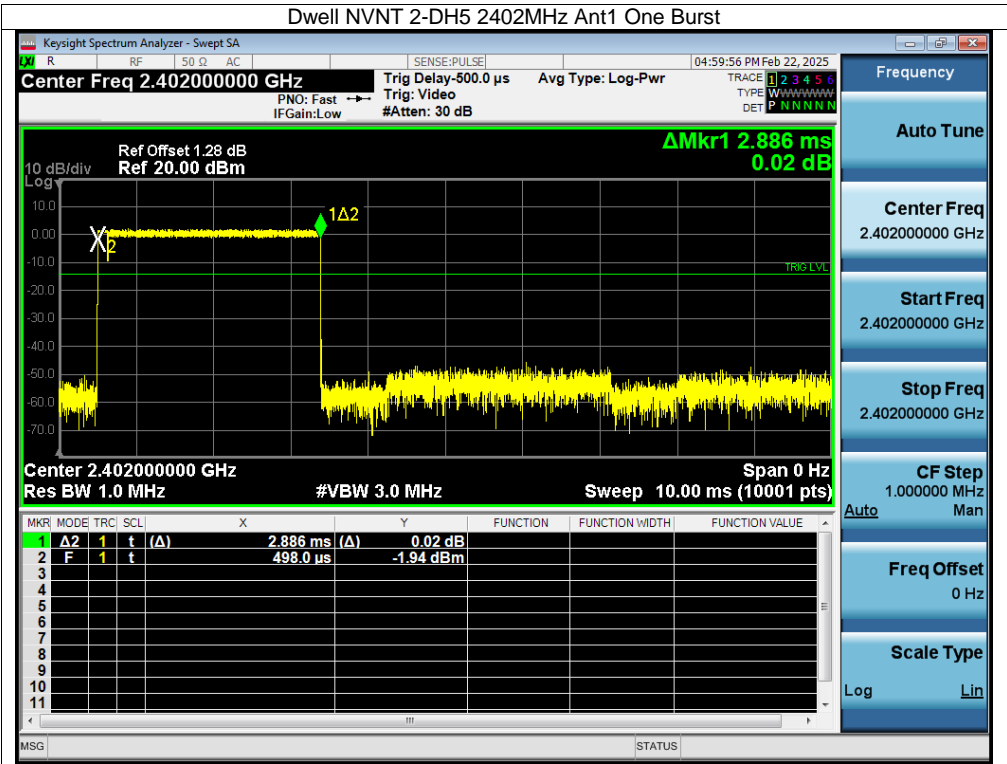 Dwell NVNT 2-DH5 2402MHz Ant1 One Burst
Keysight Spectrum Analyzer - Swept SA
LXI R RF 50 Ω AC SENSE:PULSE 04:59:56 PM Feb 22, 2025
Center Freq 2.402000000 GHz
PNO: Fast
IFGain:Low
Trig Delay-500.0 µs
Trig: Video
#Atten: 30 dB
Avg Type: Log-Pwr
TRACE 1 2 3 4 5 6
TYPE WWWWWW
DET P N N N N N
ΔMkr1 2.886 ms
0.02 dB
Ref Offset 1.28 dB
10 dB/div Ref 20.00 dBm
Log
10.0
0.00
-10.0
-20.0
-30.0
-40.0
-50.0
-60.0
-70.0
1Δ2
2
TRIG LVL
Center 2.402000000 GHz Span 0 Hz
Res BW 1.0 MHz #VBW 3.0 MHz Sweep 10.00 ms (10001 pts)
MKR MODE TRC SCL X Y FUNCTION FUNCTION WIDTH FUNCTION VALUE
1 Δ2 1 t (Δ) 2.886 ms (Δ) 0.02 dB
2 F 1 t 498.0 µs -1.94 dBm
3
4
5
6
7
8
9
10
11
MSG STATUS
Frequency
Auto Tune
Center Freq
2.402000000 GHz
Start Freq
2.402000000 GHz
Stop Freq
2.402000000 GHz
CF Step
1.000000 MHz
Auto Man
Freq Offset
0 Hz
Scale Type
Log Lin